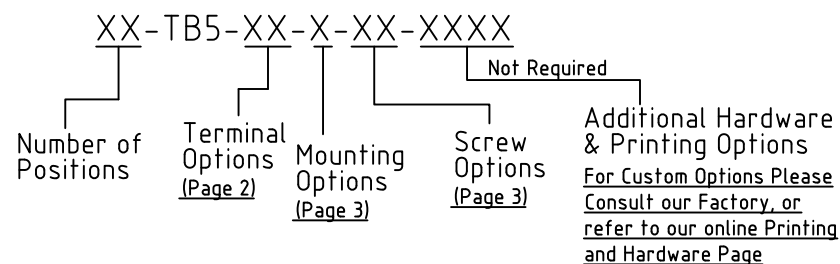 XX-TB5-XX-X-XX-XXXX
Not Required
Number of
Positions
Terminal
Options
(Page 2)
Mounting
Options
(Page 3)
Screw
Options
(Page 3)
Additional Hardware
& Printing Options
For Custom Options Please
Consult our Factory, or
refer to our online Printing
and Hardware Page